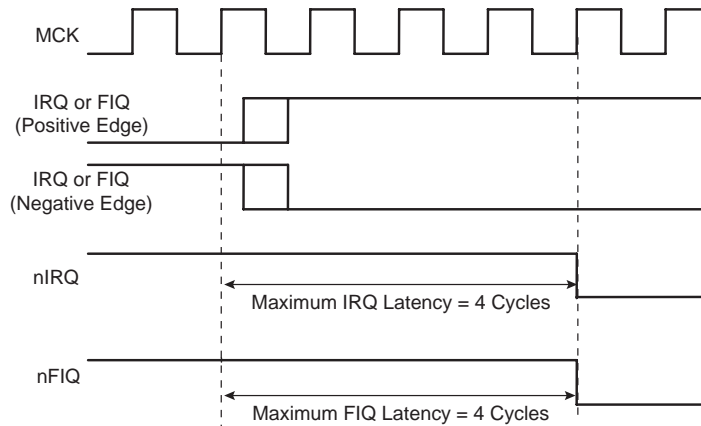 MCK
IRQ or FIQ
(Positive Edge)
IRQ or FIQ
(Negative Edge)
nIRQ
Maximum IRQ Latency = 4 Cycles
nFIQ
Maximum FIQ Latency = 4 Cycles